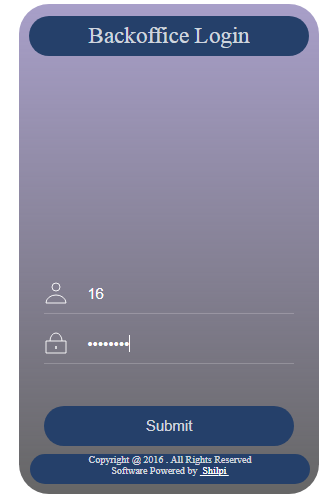 Backoffice Login
16
••••••••
Submit
Copyright @ 2016 . All Rights Reserved
Software Powered by Shilpi